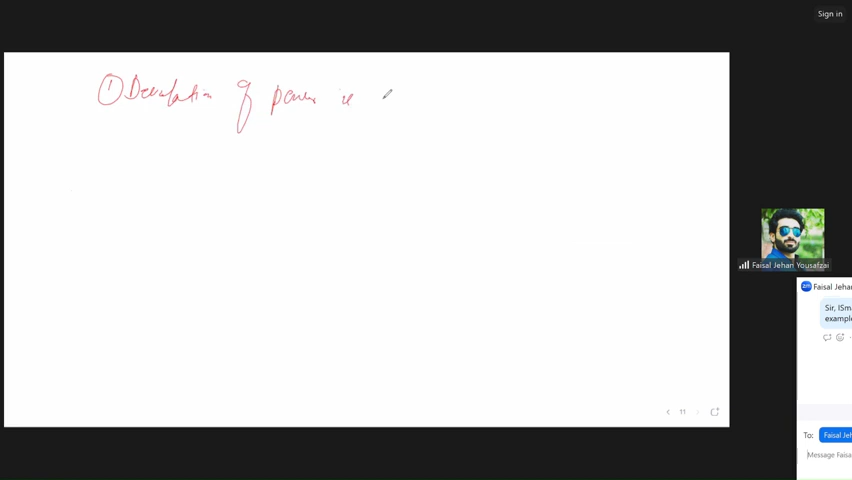 Sign in
① Devolution of power is
Faisal Jehan Yousafzai
Faisal Jehan
Sir, ISm
example
11
To: Faisal Jeh
Message Faisa